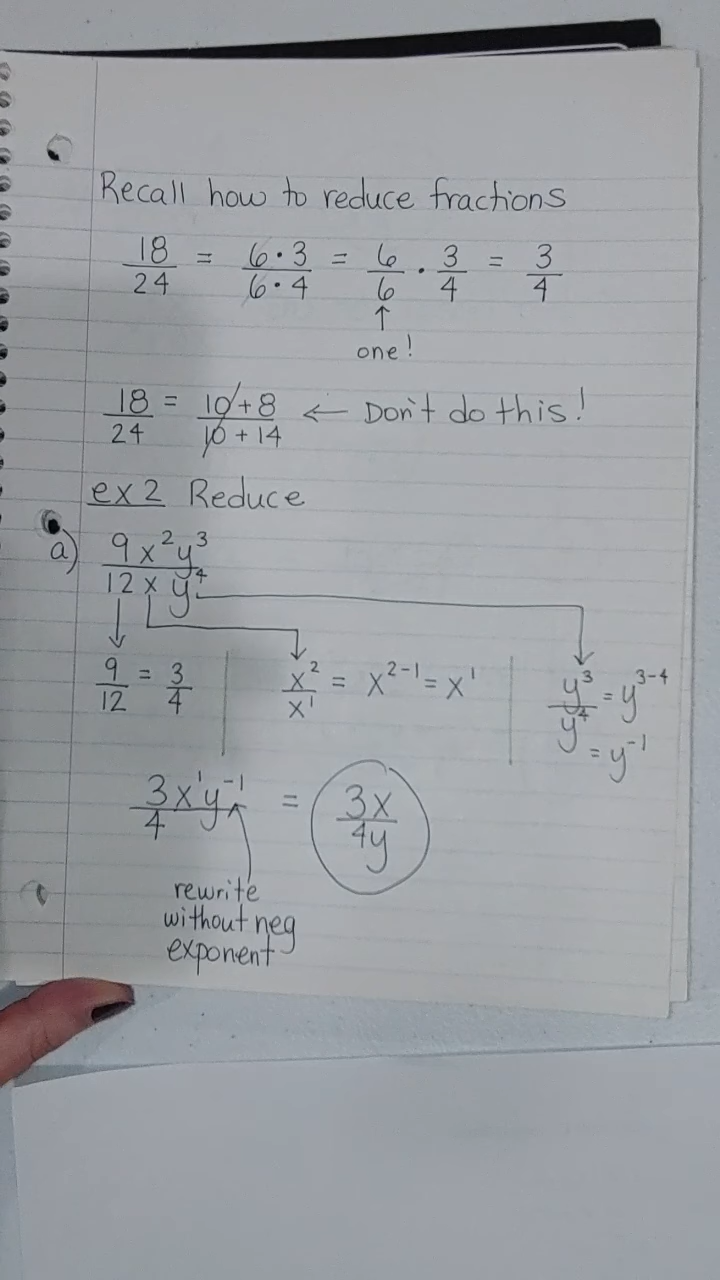 Recall how to reduce fractions
18/24 = 6·3/6·4 = 6/6 · 3/4 = 3/4
↑
one!
18/24 = 10+8/10+14 ← Don't do this!
ex2 Reduce
a) 9x²y³/12xy⁴
9/12 = 3/4 | x²/x¹ = x²⁻¹ = x¹ | y³/y⁴ = y³⁻⁴
= y⁻¹
3x¹y⁻¹/4 = 3x/4y
rewrite
without neg
exponent